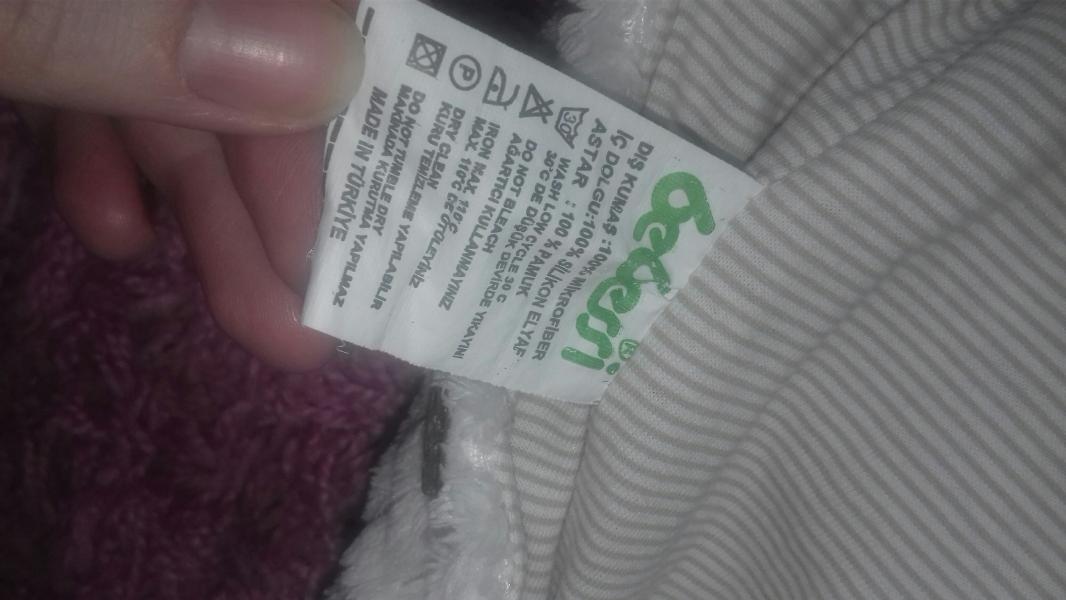 bebessi ®
DIŞ KUMAŞ :100% MİKROFİBER
İÇ DOLGU:100% SİLİKON ELYAF
ASTAR : 100 % PAMUK
30
WASH LOW CYCLE 30 C
30°C DE DÜŞÜK DEVİRDE YIKAYINI
DO NOT BLEACH
AĞARTICI KULLANMAYINIZ
IRON MAX. 110°C
MAX. 110°C DE ÜTÜLEYİNİZ
P
DRY CLEAN
KURU TEMİZLEME YAPILABİLİR
DO NOT TUMBLE DRY
MAKİNADA KURUTMA YAPILMAZ
MADE IN TÜRKİYE